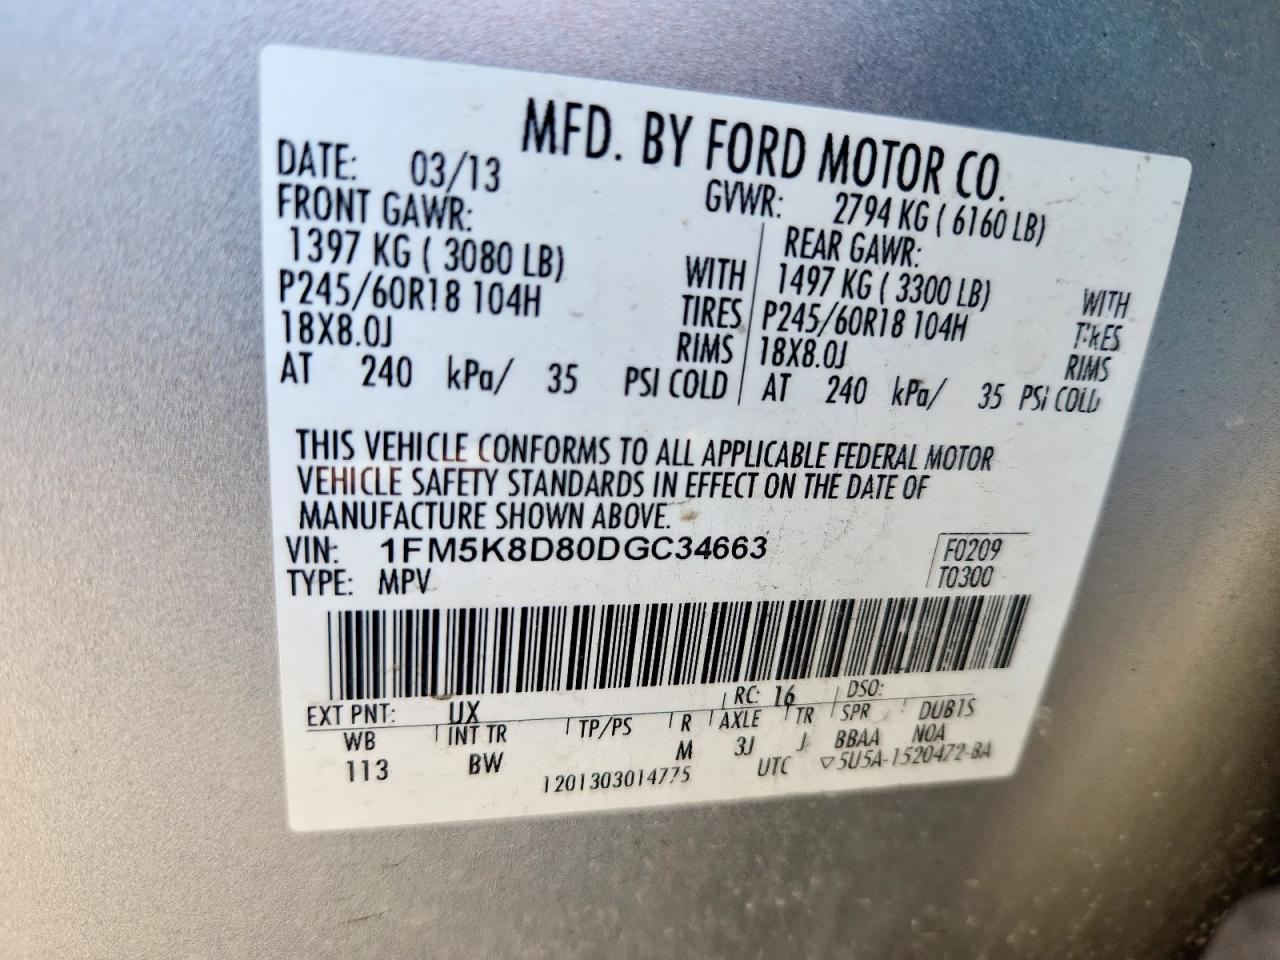 MFD. BY FORD MOTOR CO.
DATE: 03/13 GVWR: 2794 KG ( 6160 LB)
FRONT GAWR: REAR GAWR:
1397 KG ( 3080 LB) WITH 1497 KG ( 3300 LB) WITH
P245/60R18 104H TIRES P245/60R18 104H TIRES
18X8.0J RIMS 18X8.0J RIMS
AT 240 kPa/ 35 PSI COLD AT 240 kPa/ 35 PSI COLD
THIS VEHICLE CONFORMS TO ALL APPLICABLE FEDERAL MOTOR
VEHICLE SAFETY STANDARDS IN EFFECT ON THE DATE OF
MANUFACTURE SHOWN ABOVE.
VIN: 1FM5K8D80DGC34663 F0209
TYPE: MPV T0300
EXT PNT: UX RC: 16 DSO:
WB INT TR TP/PS R AXLE TR SPR DUB1S
113 BW M 3J J BBAA NOA
1201303014775 UTC ▽5U5A-1520472-BA